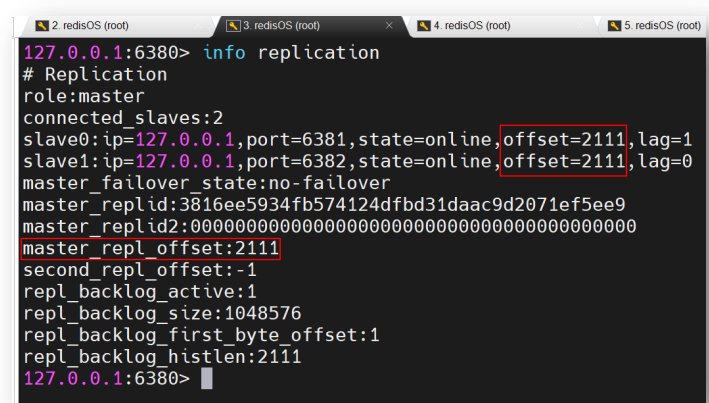 2. redisOS (root)
3. redisOS (root)
4. redisOS (root)
5. redisOS (root)
127.0.0.1:6380> info replication
# Replication
role:master
connected_slaves:2
slave0:ip=127.0.0.1,port=6381,state=online,offset=2111,lag=1
slave1:ip=127.0.0.1,port=6382,state=online,offset=2111,lag=0
master_failover_state:no-failover
master_replid:3816ee5934fb574124dfbd31daac9d2071ef5ee9
master_replid2:0000000000000000000000000000000000000000
master_repl_offset:2111
second_repl_offset:-1
repl_backlog_active:1
repl_backlog_size:1048576
repl_backlog_first_byte_offset:1
repl_backlog_histlen:2111
127.0.0.1:6380>